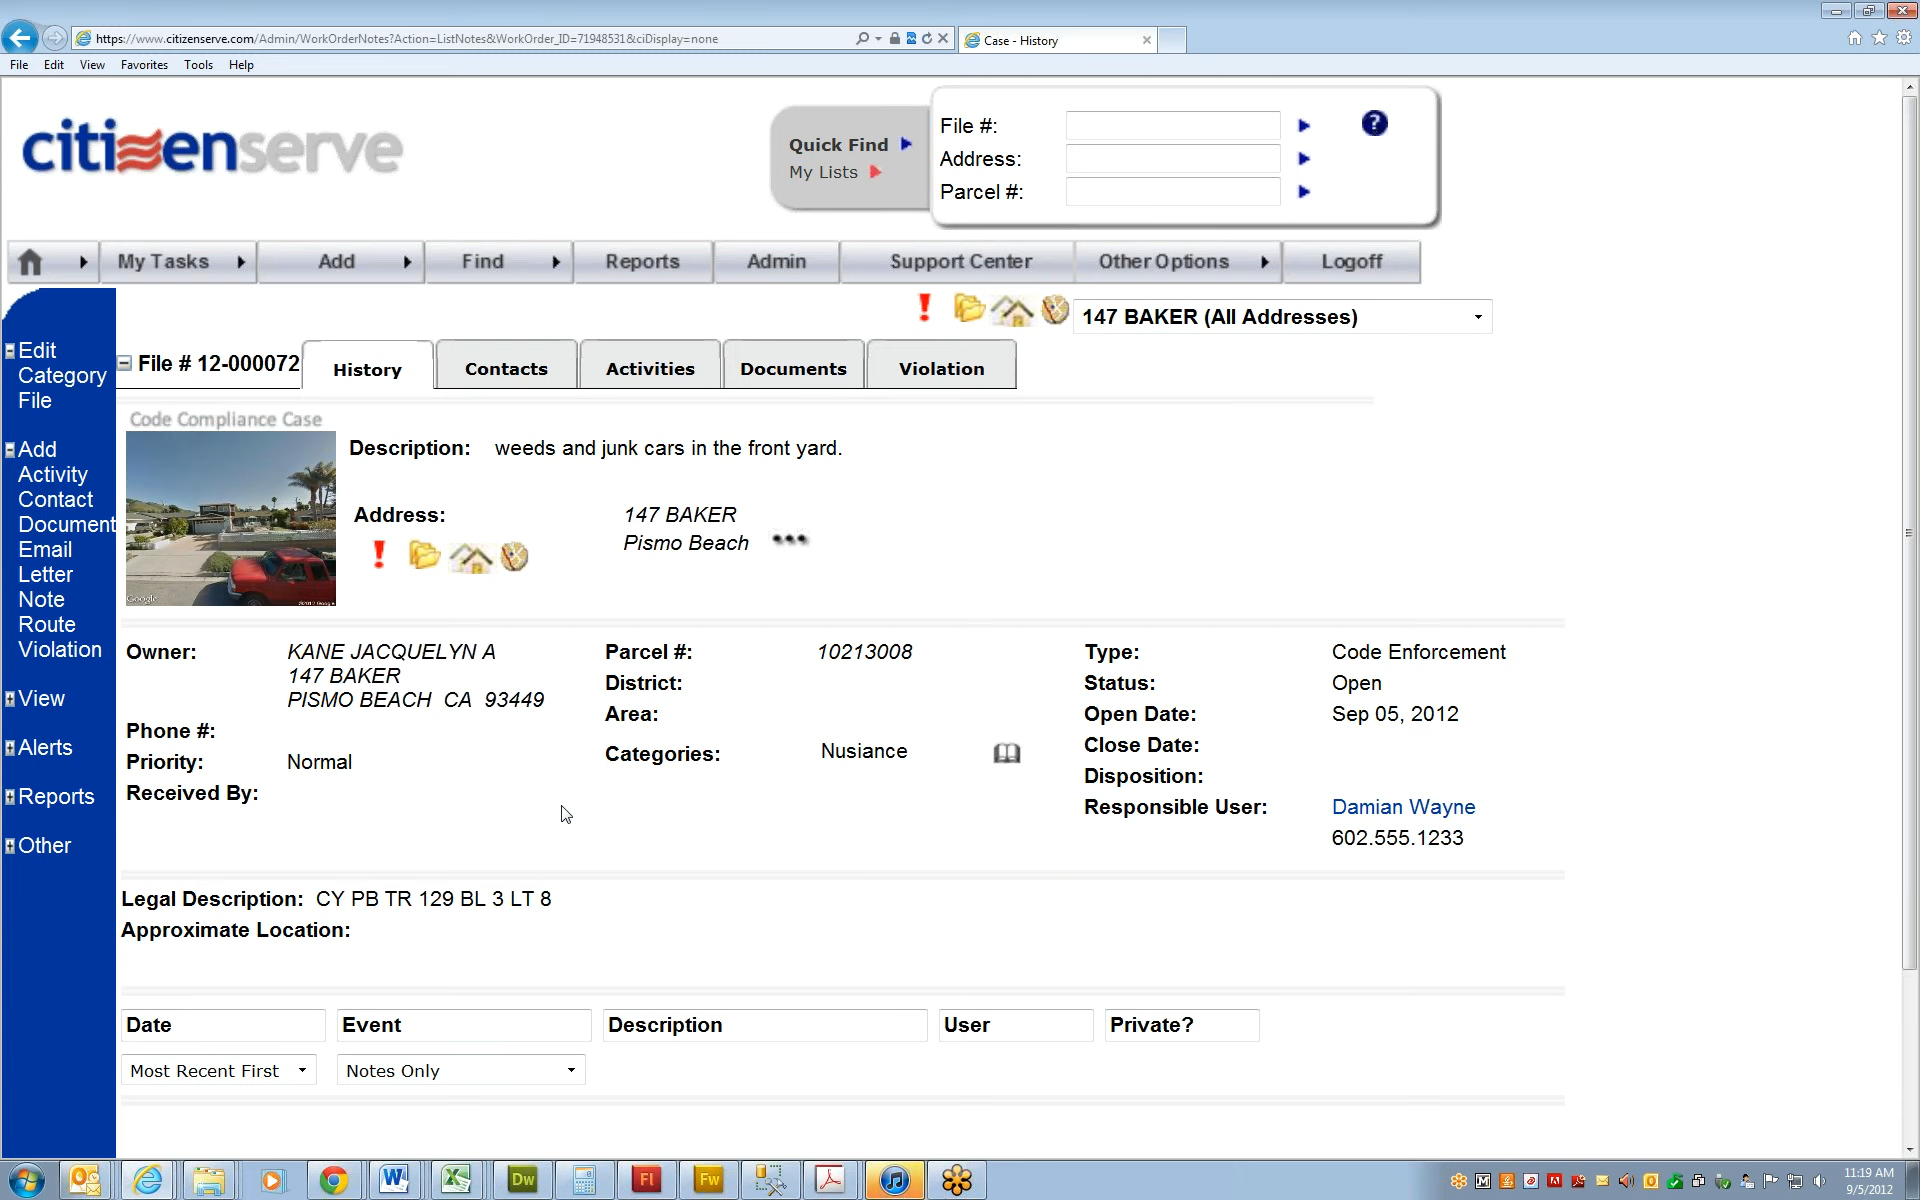 https://www.citizenserve.com/Admin/WorkOrderNotes?Action=ListNotes&WorkOrder_ID=71948531&ciDisplay=none
Case - History
File Edit View Favorites Tools Help
citizenserve
Quick Find
My Lists
File #:
Address:
Parcel #:
?
My Tasks Add Find Reports Admin Support Center Other Options Logoff
147 BAKER (All Addresses)
File # 12-000072 History Contacts Activities Documents Violation
Edit
Category
File
Add
Activity
Contact
Document
Email
Letter
Note
Route
Violation
View
Alerts
Reports
Other
Code Compliance Case
Google
Description: weeds and junk cars in the front yard.
Address: 147 BAKER
Pismo Beach
Owner: KANE JACQUELYN A
147 BAKER
PISMO BEACH CA 93449
Phone #:
Priority: Normal
Received By:
Parcel #: 10213008
District:
Area:
Categories: Nusiance
Type: Code Enforcement
Status: Open
Open Date: Sep 05, 2012
Close Date:
Disposition:
Responsible User: Damian Wayne
602.555.1233
Legal Description: CY PB TR 129 BL 3 LT 8
Approximate Location:
Date Event Description User Private?
Most Recent First Notes Only
Dw Fl Fw
11:19 AM
9/5/2012